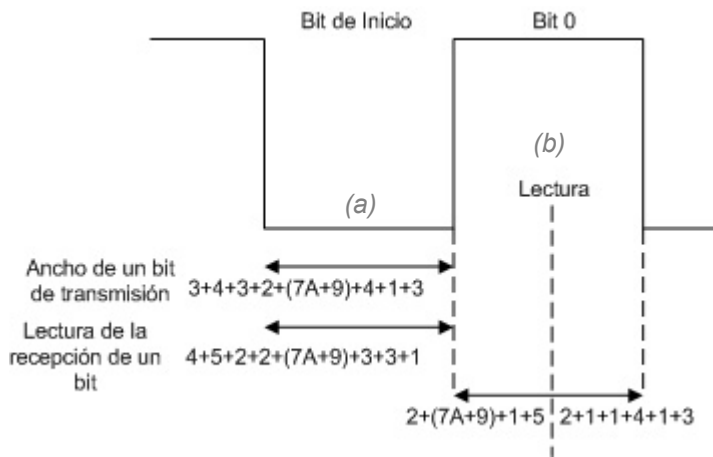 Bit de Inicio
Bit 0
(b)
Lectura
(a)
Ancho de un bit
de transmisión
3+4+3+2+(7A+9)+4+1+3
Lectura de la
recepción de un
bit
4+5+2+2+(7A+9)+3+3+1
2+(7A+9)+1+5
2+1+1+4+1+3